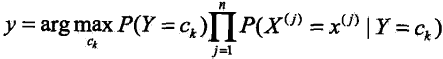 y = arg max_{c_k} P(Y = c_k) ∏_{j=1}^{n} P(X^{(j)} = x^{(j)} | Y = c_k)